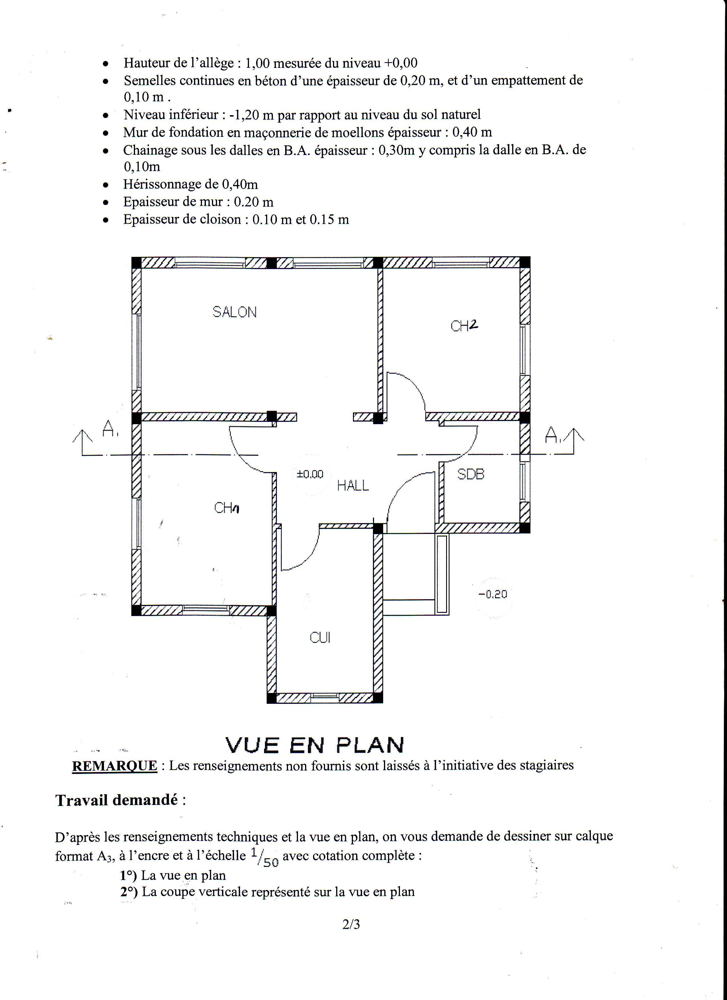 • Hauteur de l’allège : 1,00 mesurée du niveau +0,00
• Semelles continues en béton d’une épaisseur de 0,20 m, et d’un empattement de
0,10 m .
• Niveau inférieur : -1,20 m par rapport au niveau du sol naturel
• Mur de fondation en maçonnerie de moellons épaisseur : 0,40 m
• Chainage sous les dalles en B.A. épaisseur : 0,30m y compris la dalle en B.A. de
0,10m
• Hérissonnage de 0,40m
• Epaisseur de mur : 0.20 m
• Epaisseur de cloison : 0.10 m et 0.15 m
SALON
CH2
A.
A.
±0.00
HALL
SDB
CH1
-0.20
CUI
VUE EN PLAN
REMARQUE : Les renseignements non fournis sont laissés à l’initiative des stagiaires
Travail demandé :
D’après les renseignements techniques et la vue en plan, on vous demande de dessiner sur calque
format A3, à l’encre et à l’échelle 1/50 avec cotation complète :
1°) La vue en plan
2°) La coupe verticale représenté sur la vue en plan
2/3